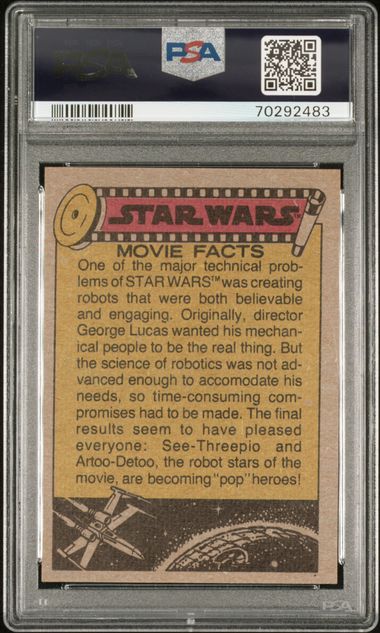 PSA
PSA
70292483
STAR WARS™
MOVIE FACTS
One of the major technical prob-
lems of STAR WARS™ was creating
robots that were both believable
and engaging. Originally, director
George Lucas wanted his mechan-
ical people to be the real thing. But
the science of robotics was not ad-
vanced enough to accomodate his
needs, so time-consuming com-
promises had to be made. The final
results seem to have pleased
everyone: See-Threepio and
Artoo-Detoo, the robot stars of the
movie, are becoming "pop" heroes!
PSA